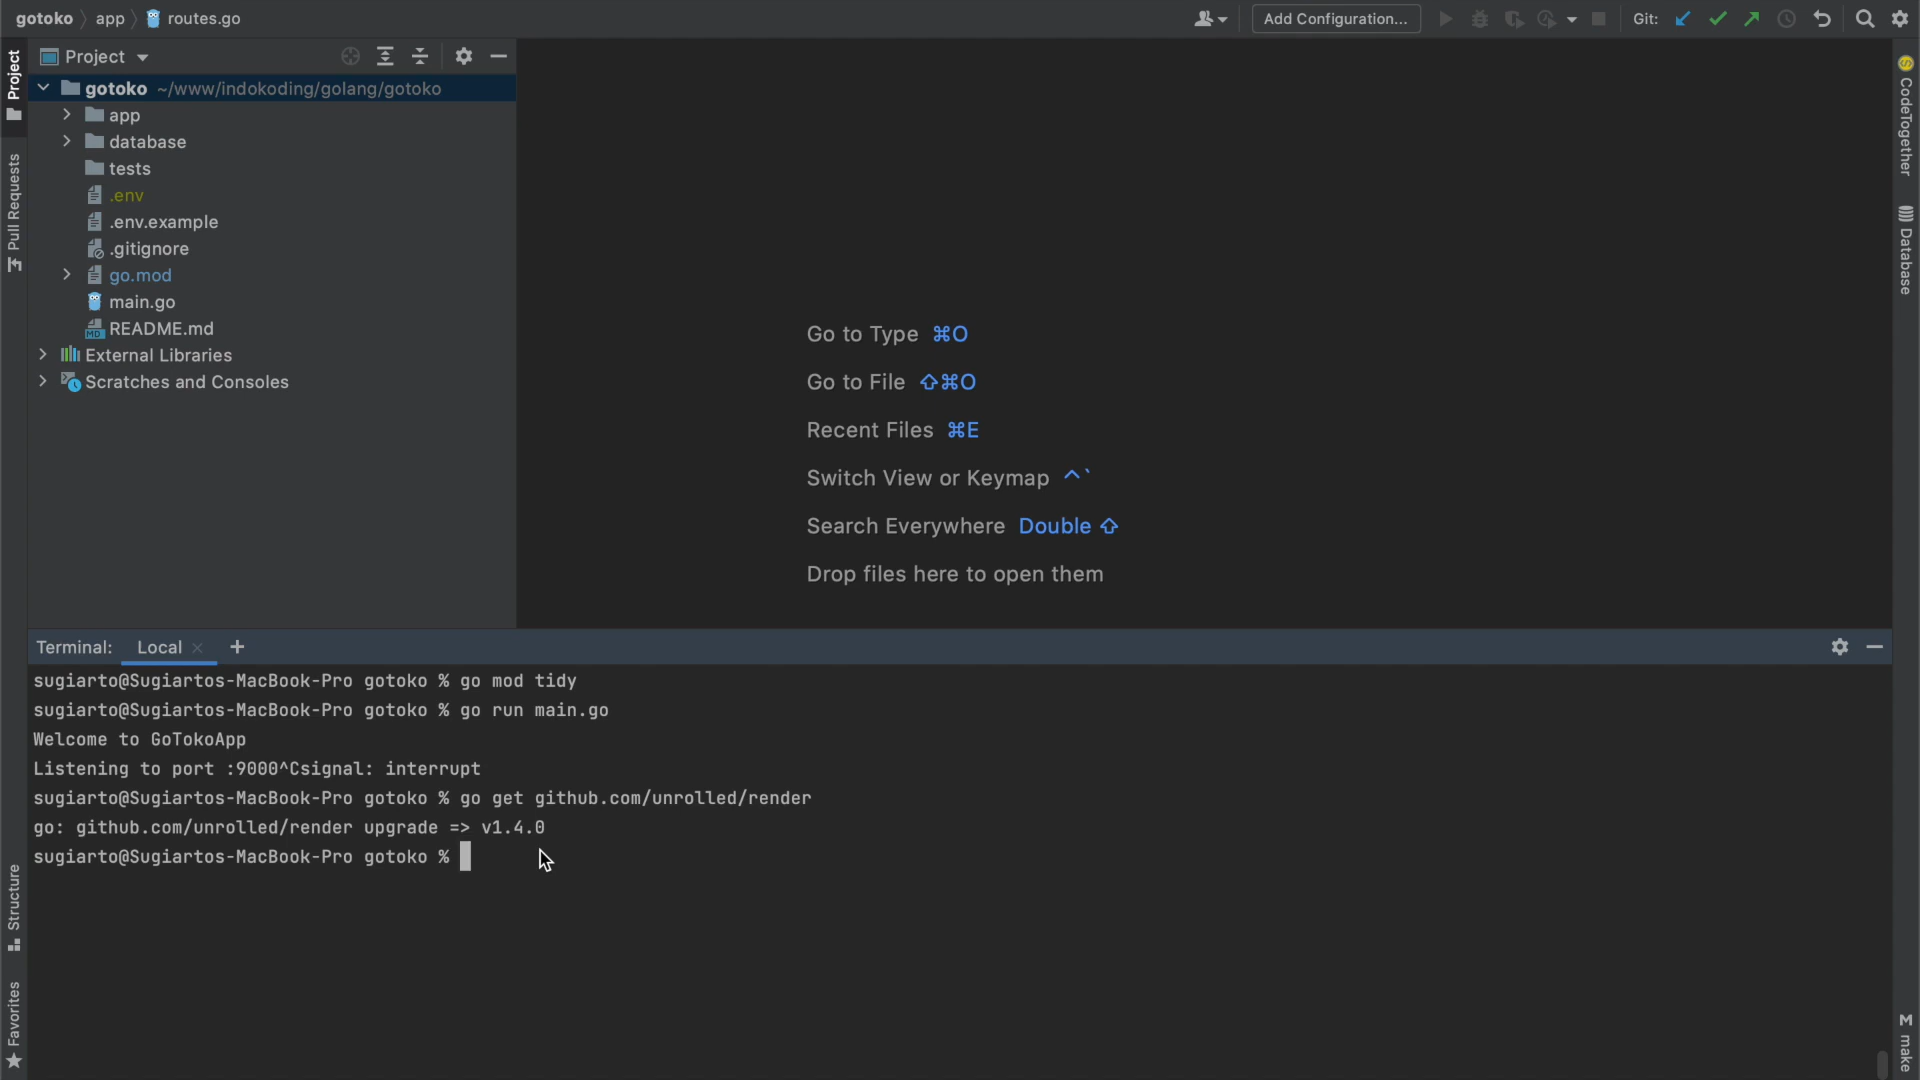 gotoko app routes.go
Add Configuration...
Git:
Project
Project
gotoko ~/www/indokoding/golang/gotoko
app
database
tests
.env
.env.example
.gitignore
go.mod
main.go
README.md
External Libraries
Scratches and Consoles
Pull Requests
Structure
Favorites
Go to Type ⌘O
Go to File ⇧⌘O
Recent Files ⌘E
Switch View or Keymap ^`
Search Everywhere Double ⇧
Drop files here to open them
CodeTogether
Database
make
Terminal: Local
sugiarto@Sugiartos-MacBook-Pro gotoko % go mod tidy
sugiarto@Sugiartos-MacBook-Pro gotoko % go run main.go
Welcome to GoTokoApp
Listening to port :9000^Csignal: interrupt
sugiarto@Sugiartos-MacBook-Pro gotoko % go get github.com/unrolled/render
go: github.com/unrolled/render upgrade => v1.4.0
sugiarto@Sugiartos-MacBook-Pro gotoko %